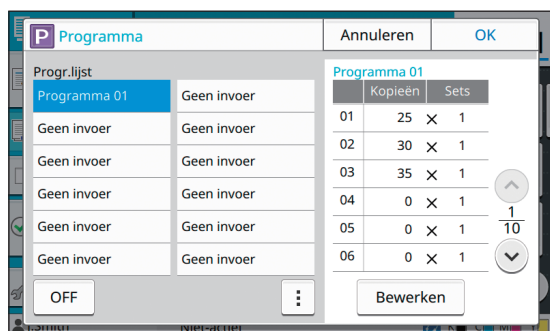 P Programma
Annuleren
OK
Progr.lijst
Programma 01 Geen invoer
Geen invoer Geen invoer
Geen invoer Geen invoer
Geen invoer Geen invoer
Geen invoer Geen invoer
Geen invoer Geen invoer
OFF
Programma 01
Kopieën Sets
01 25 × 1
02 30 × 1
03 35 × 1
04 0 × 1
05 0 × 1
06 0 × 1
1
10
Bewerken